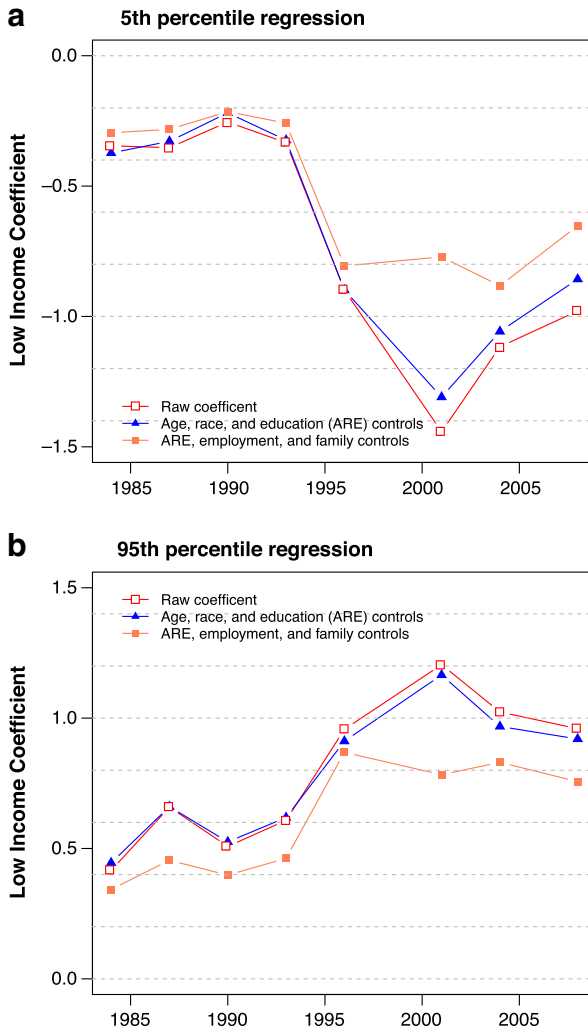 a
5th percentile regression
Low Income Coefficient
0.0
−0.5
−1.0
−1.5
Raw coefficent
Age, race, and education (ARE) controls
ARE, employment, and family controls
1985
1990
1995
2000
2005
b
95th percentile regression
Low Income Coefficient
1.5
1.0
0.5
0.0
Raw coefficent
Age, race, and education (ARE) controls
ARE, employment, and family controls
1985
1990
1995
2000
2005